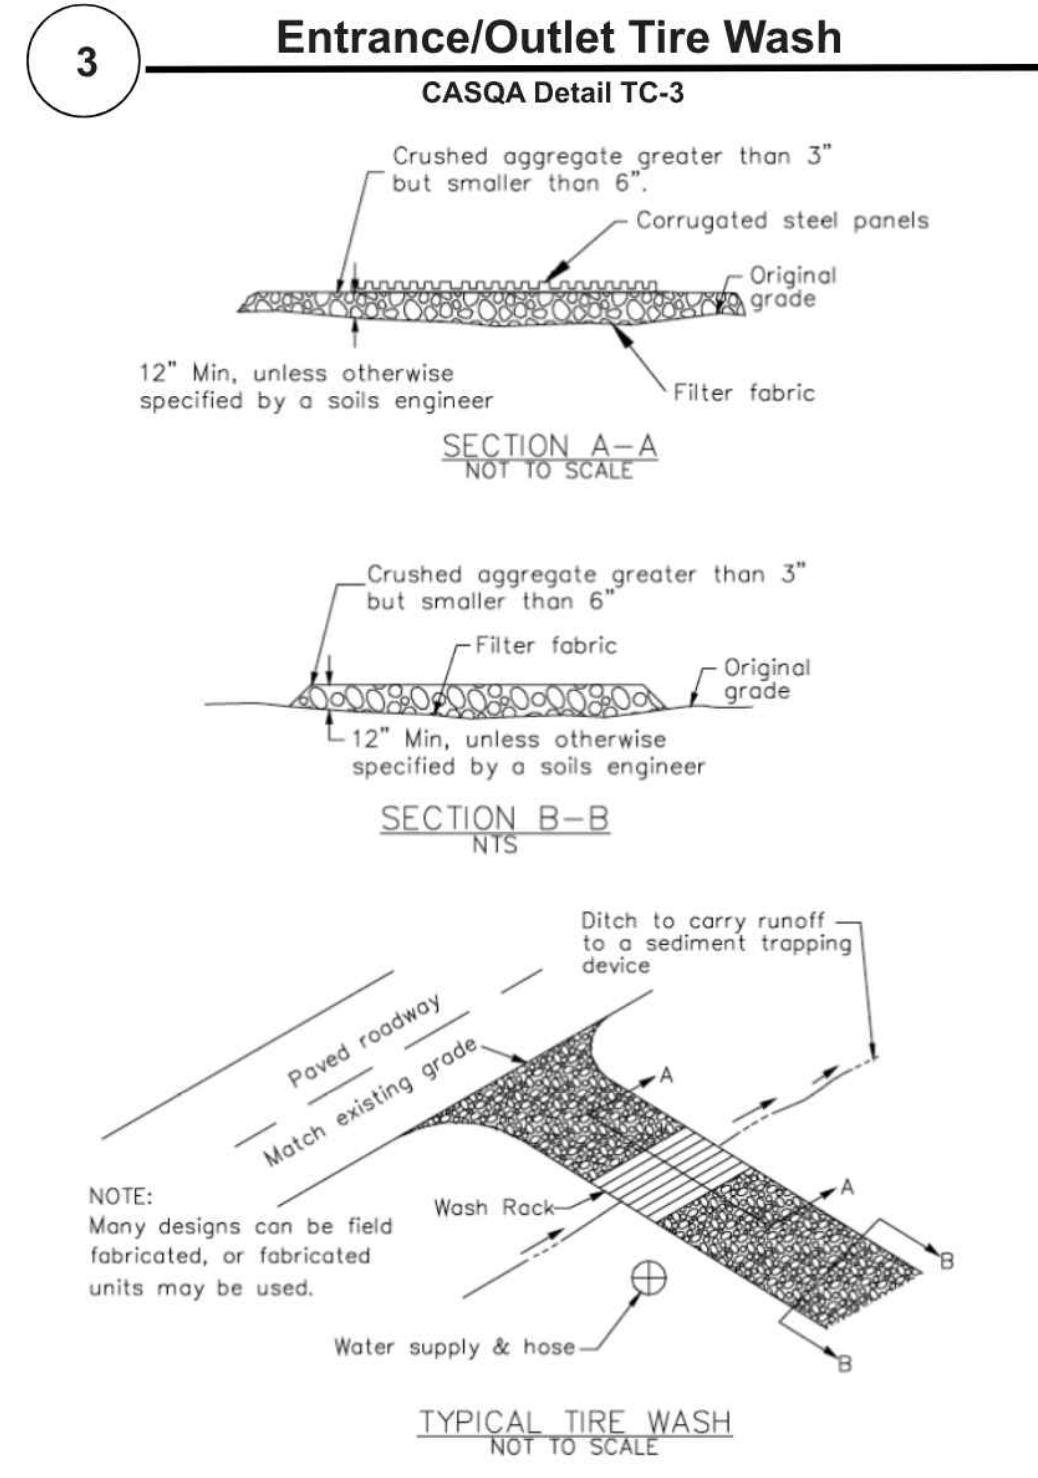 3
Entrance/Outlet Tire Wash
CASQA Detail TC-3
Crushed aggregate greater than 3"
but smaller than 6".
Corrugated steel panels
Original
grade
12" Min, unless otherwise
specified by a soils engineer
Filter fabric
SECTION A-A
NOT TO SCALE
Crushed aggregate greater than 3"
but smaller than 6"
Filter fabric
Original
grade
12" Min, unless otherwise
specified by a soils engineer
SECTION B-B
NTS
Ditch to carry runoff
to a sediment trapping
device
Paved roadway
Match existing grade
A
A
NOTE:
Many designs can be field
fabricated, or fabricated
units may be used.
Wash Rack
B
Water supply & hose
B
TYPICAL TIRE WASH
NOT TO SCALE